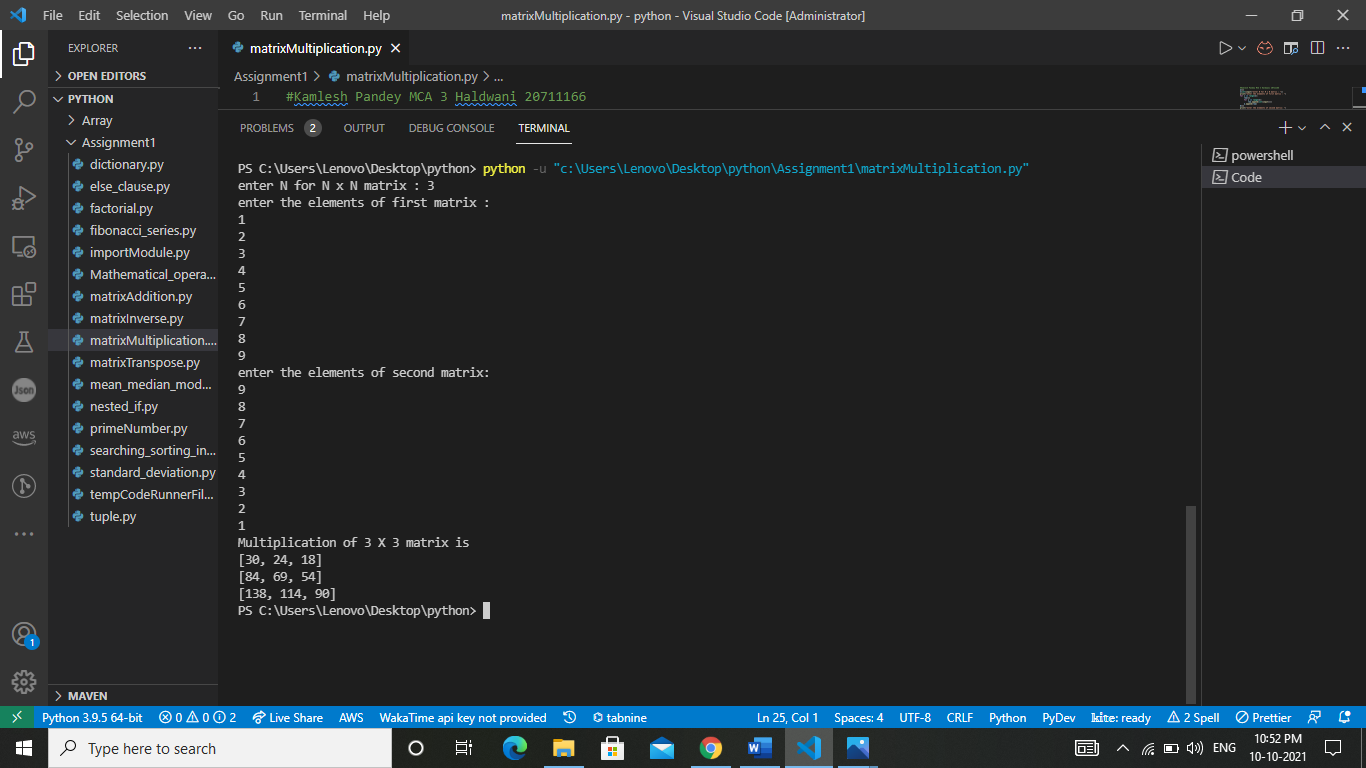 File Edit Selection View Go Run Terminal Help
matrixMultiplication.py - python - Visual Studio Code [Administrator]
EXPLORER
OPEN EDITORS
PYTHON
Array
Assignment1
dictionary.py
else_clause.py
factorial.py
fibonacci_series.py
importModule.py
Mathematical_opera...
matrixAddition.py
matrixInverse.py
matrixMultiplication....
matrixTranspose.py
mean_median_mod...
nested_if.py
primeNumber.py
searching_sorting_in...
standard_deviation.py
tempCodeRunnerFil...
tuple.py
MAVEN
Json
aws
1
matrixMultiplication.py
Assignment1 > matrixMultiplication.py > ...
1 #Kamlesh Pandey MCA 3 Haldwani 20711166
PROBLEMS 2 OUTPUT DEBUG CONSOLE TERMINAL
PS C:\Users\Lenovo\Desktop\python> python -u "c:\Users\Lenovo\Desktop\python\Assignment1\matrixMultiplication.py"
enter N for N x N matrix : 3
enter the elements of first matrix :
1
2
3
4
5
6
7
8
9
enter the elements of second matrix:
9
8
7
6
5
4
3
2
1
Multiplication of 3 X 3 matrix is
[30, 24, 18]
[84, 69, 54]
[138, 114, 90]
PS C:\Users\Lenovo\Desktop\python>
powershell
Code
Python 3.9.5 64-bit 0 0 2 Live Share AWS WakaTime api key not provided tabnine Ln 25, Col 1 Spaces: 4 UTF-8 CRLF Python PyDev kite: ready 2 Spell Prettier
Type here to search
ENG
10:52 PM
10-10-2021